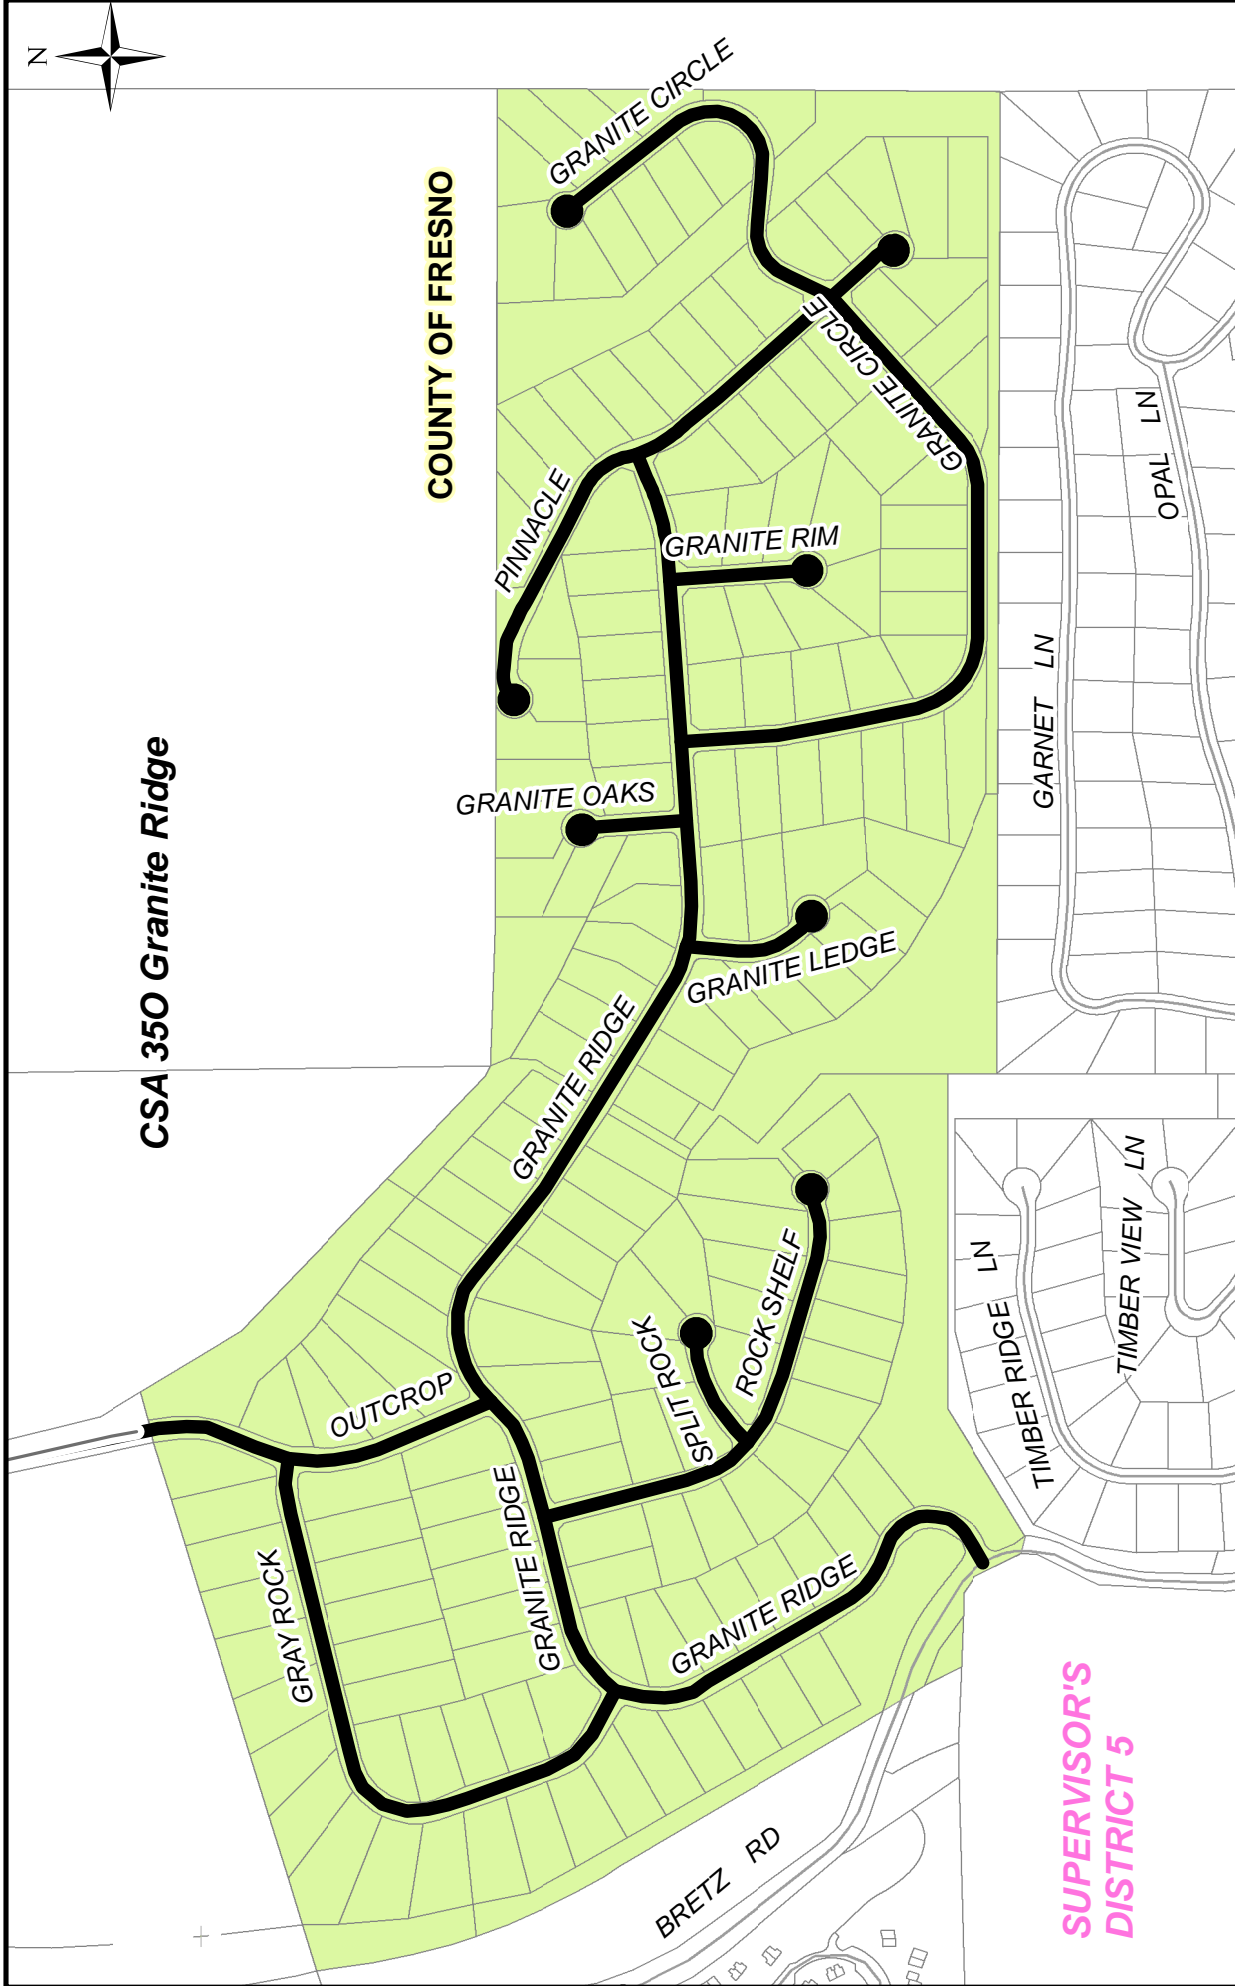 N
GRANITE CIRCLE
COUNTY OF FRESNO
CSA 35O Granite Ridge
PINNACLE
GRANITE CIRCLE
GRANITE RIM
OPAL LN
GARNET LN
GRANITE OAKS
GRANITE LEDGE
GRANITE RIDGE
TIMBER VIEW LN
TIMBER RIDGE LN
ROCK SHELF
SPLIT ROCK
OUTCROP
GRANITE RIDGE
GRAY ROCK
GRANITE RIDGE
BRETZ RD
SUPERVISOR'S
DISTRICT 5